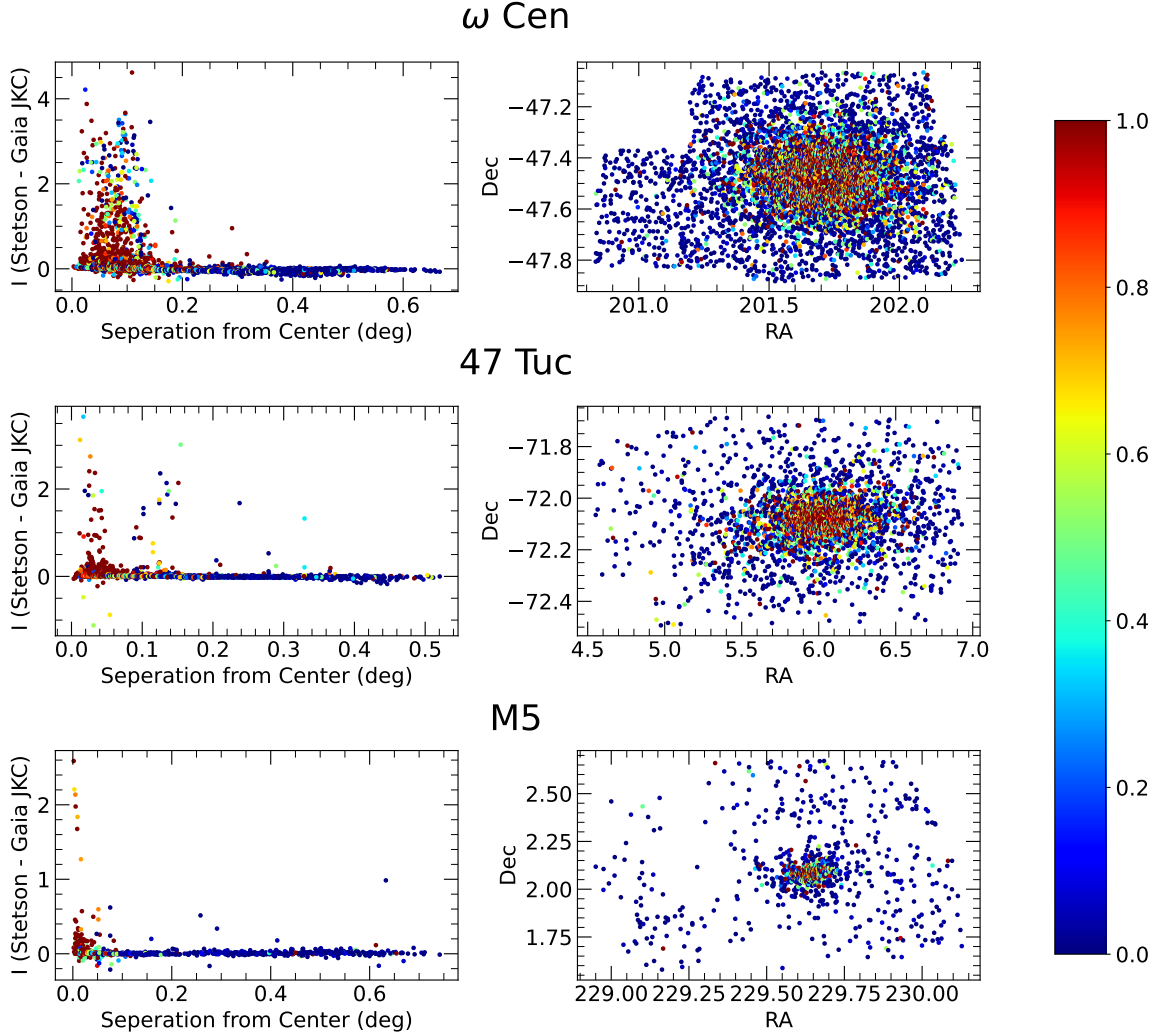 ω Cen
4
2
0
I (Stetson - Gaia JKC)
0.0 0.2 0.4 0.6
Seperation from Center (deg)
−47.2
−47.4
−47.6
−47.8
Dec
201.0 201.5 202.0
RA
47 Tuc
2
0
I (Stetson - Gaia JKC)
0.0 0.1 0.2 0.3 0.4 0.5
Seperation from Center (deg)
−71.8
−72.0
−72.2
−72.4
Dec
4.5 5.0 5.5 6.0 6.5 7.0
RA
M5
2
1
0
I (Stetson - Gaia JKC)
0.0 0.2 0.4 0.6
Seperation from Center (deg)
2.50
2.25
2.00
1.75
Dec
229.00 229.25 229.50 229.75 230.00
RA
1.0
0.8
0.6
0.4
0.2
0.0